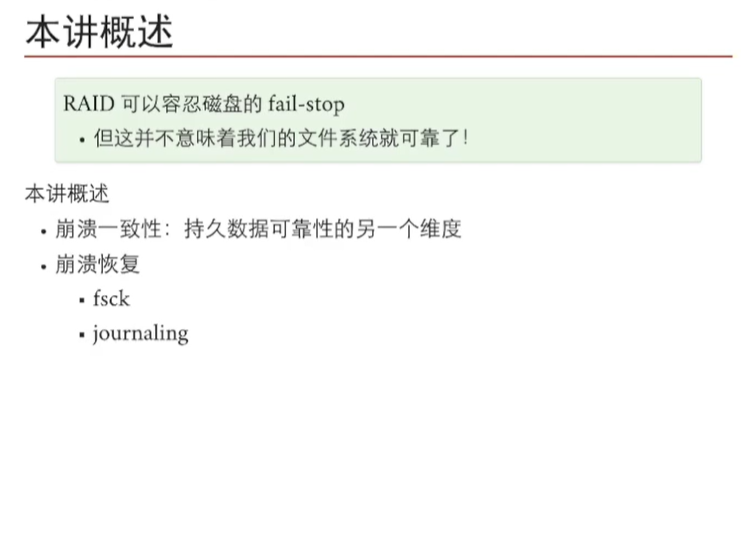 本讲概述
RAID 可以容忍磁盘的 fail-stop
• 但这并不意味着我们的文件系统就可靠了！
本讲概述
• 崩溃一致性：持久数据可靠性的另一个维度
• 崩溃恢复
▪ fsck
▪ journaling